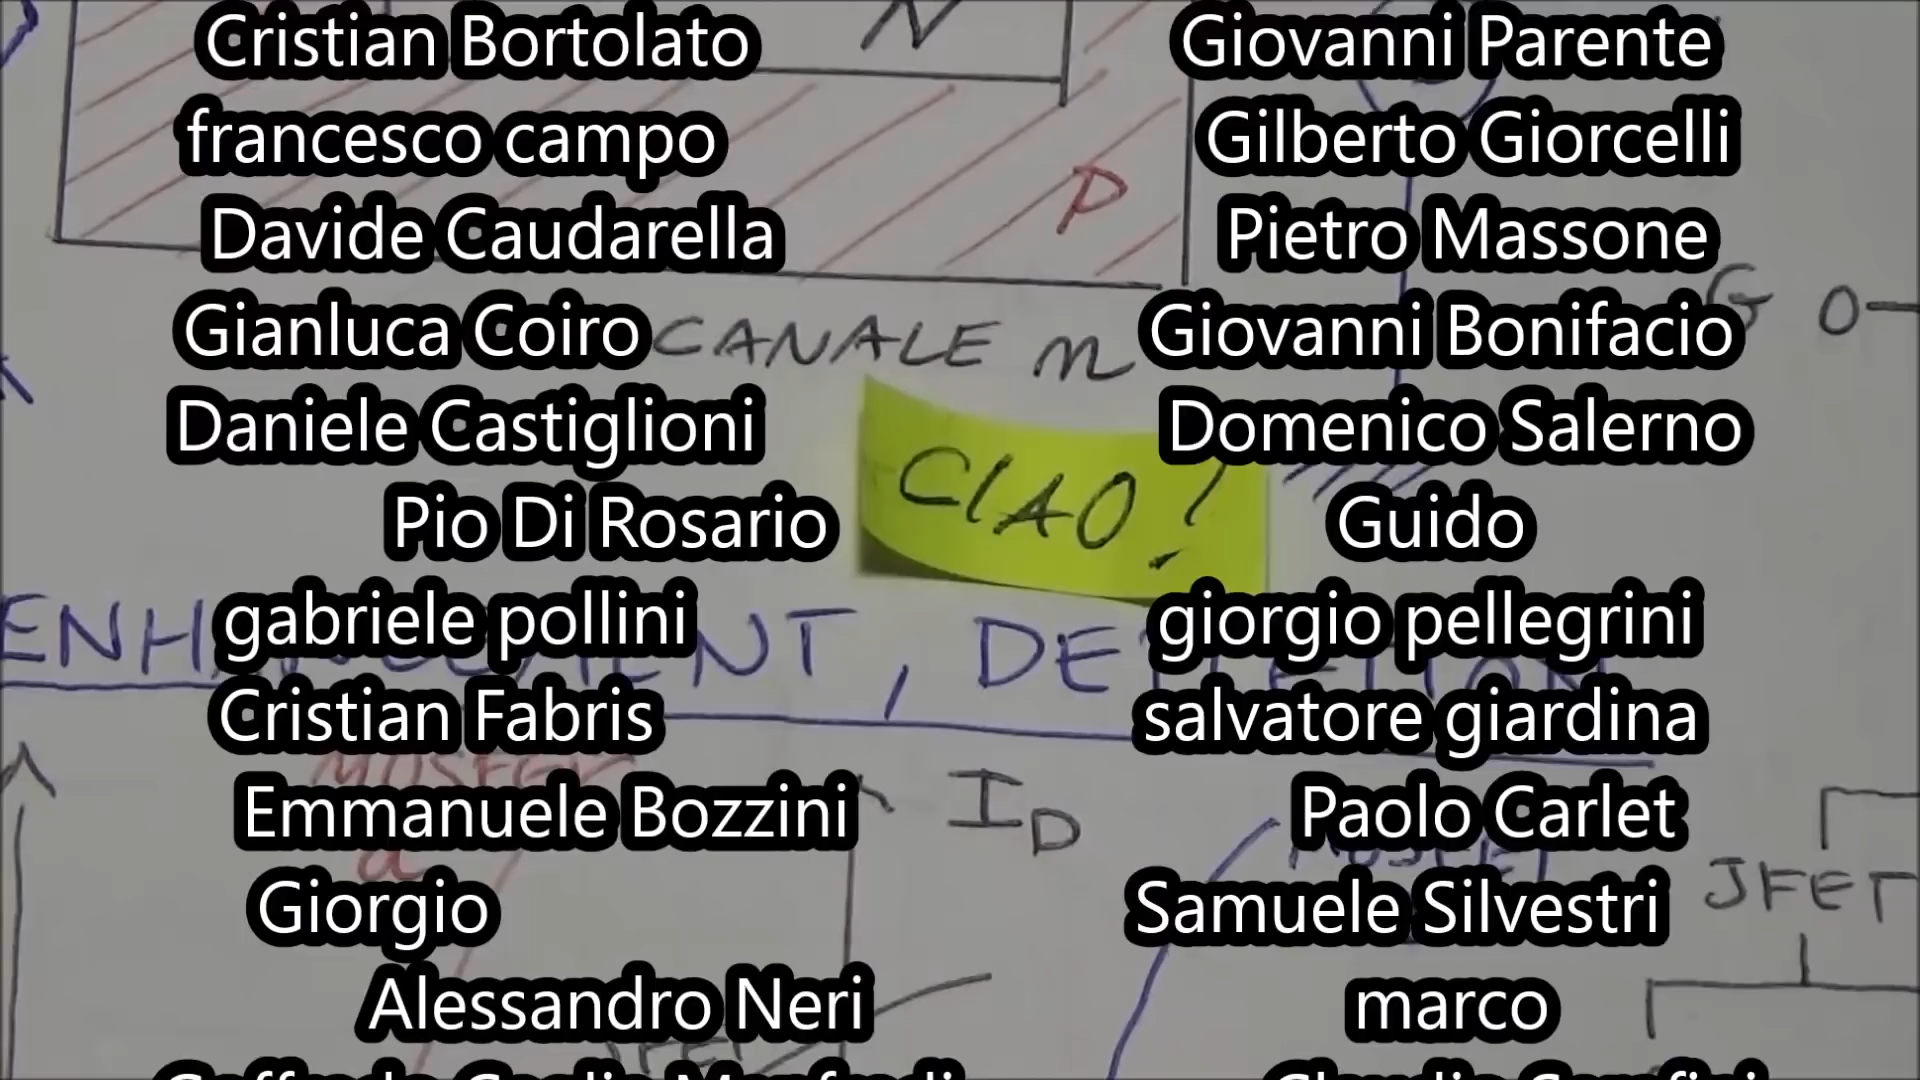 Cristian Bortolato
francesco campo
Davide Caudarella
Gianluca Coiro
Daniele Castiglioni
Pio Di Rosario
gabriele pollini
Cristian Fabris
Emmanuele Bozzini
Giorgio
Alessandro Neri
Giovanni Parente
Gilberto Giorcelli
Pietro Massone
Giovanni Bonifacio
Domenico Salerno
Guido
giorgio pellegrini
salvatore giardina
Paolo Carlet
Samuele Silvestri
marco
N
P
CANALE n
G
CIAO!
MOSFET
a
ID
JFET